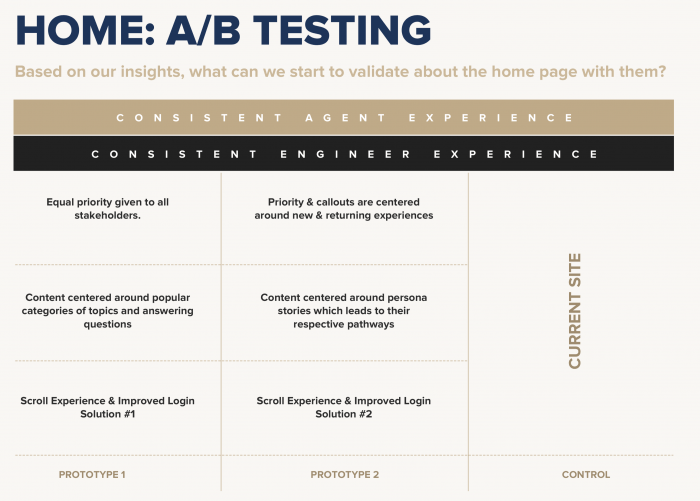 HOME: A/B TESTING
Based on our insights, what can we start to validate about the home page with them?
CONSISTENT AGENT EXPERIENCE
CONSISTENT ENGINEER EXPERIENCE
Equal priority given to all
stakeholders.
Priority & callouts are centered
around new & returning experiences
Content centered around popular
categories of topics and answering
questions
Content centered around persona
stories which leads to their
respective pathways
CURRENT SITE
Scroll Experience & Improved Login
Solution #1
Scroll Experience & Improved Login
Solution #2
PROTOTYPE 1
PROTOTYPE 2
CONTROL